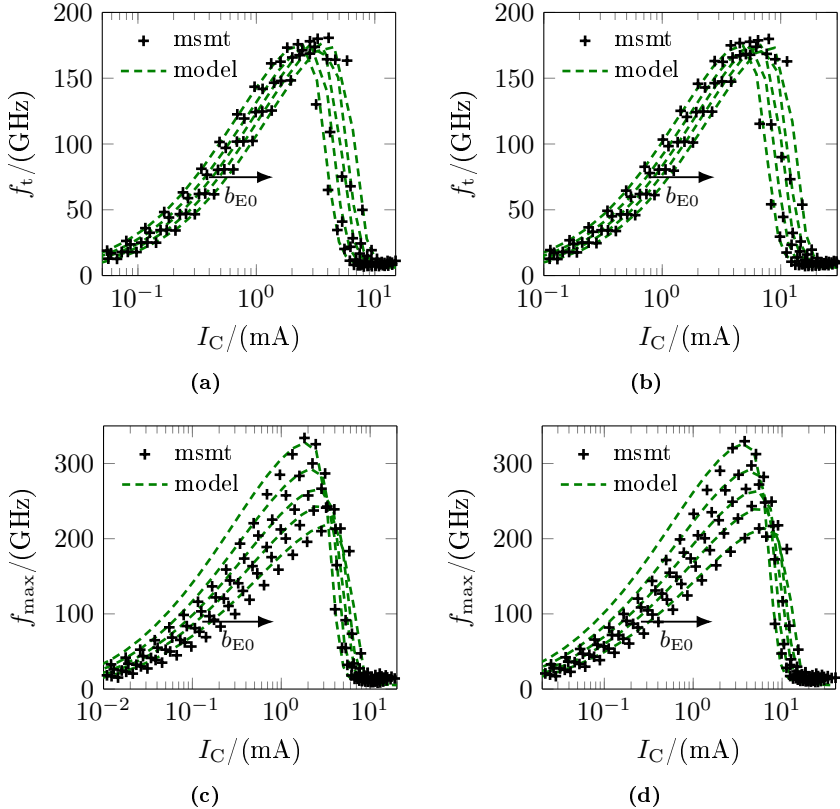 200
150
100
50
0
f_t/(GHz)
msmt
model
b_E0
10^−1
10^0
10^1
I_C/(mA)
(a)
200
150
100
50
0
f_t/(GHz)
msmt
model
b_E0
10^−1
10^0
10^1
I_C/(mA)
(b)
300
200
100
0
f_max/(GHz)
msmt
model
b_E0
10^−2
10^−1
10^0
10^1
I_C/(mA)
(c)
300
200
100
0
f_max/(GHz)
msmt
model
b_E0
10^−1
10^0
10^1
I_C/(mA)
(d)